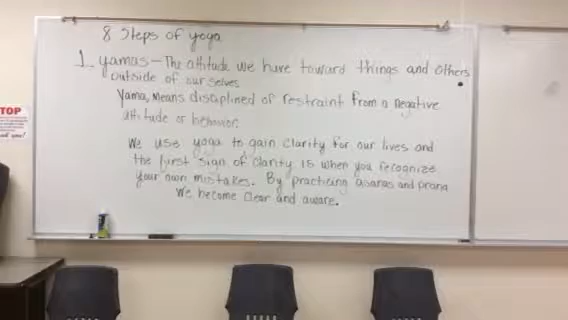 8 Steps of yoga
1 yamas – The attitude we have toward things and others
outside of our selves.
Yama, means disciplined of restraint from a negative
attitude or behavior.
We use yoga to gain clarity for our lives and
the first sign of clarity is when you recognize
your own mistakes. By practicing asanas and prana
we become clear and aware.
TOP